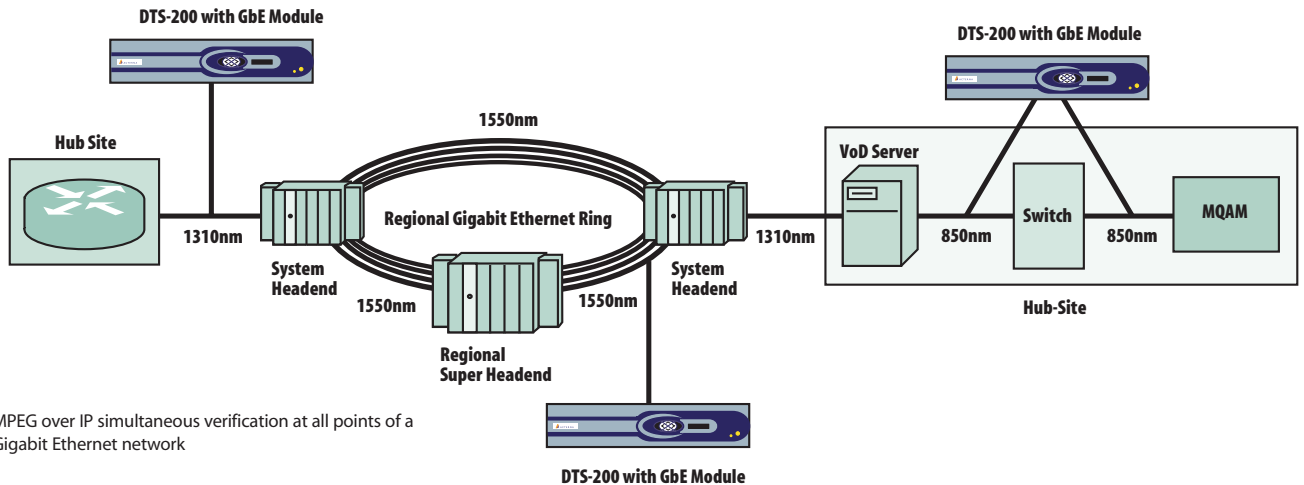 DTS-200 with GbE Module
DTS-200 with GbE Module
Hub Site
1550nm
VoD Server
Regional Gigabit Ethernet Ring
Switch
MQAM
1310nm
1310nm
850nm
850nm
System
Headend
System
Headend
1550nm
1550nm
Hub-Site
Regional
Super Headend
MPEG over IP simultaneous verification at all points of a
Gigabit Ethernet network
DTS-200 with GbE Module